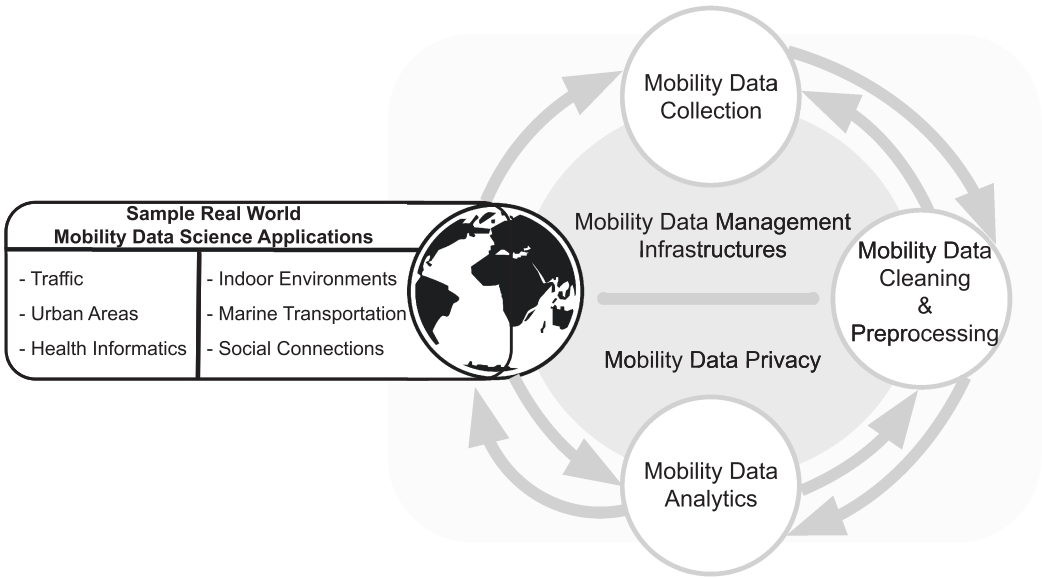 Mobility Data
Collection
Sample Real World
Mobility Data Science Applications
- Traffic
- Urban Areas
- Health Informatics
- Indoor Environments
- Marine Transportation
- Social Connections
Mobility Data Management
Infrastructures
Mobility Data Privacy
Mobility Data
Cleaning
&
Preprocessing
Mobility Data
Analytics